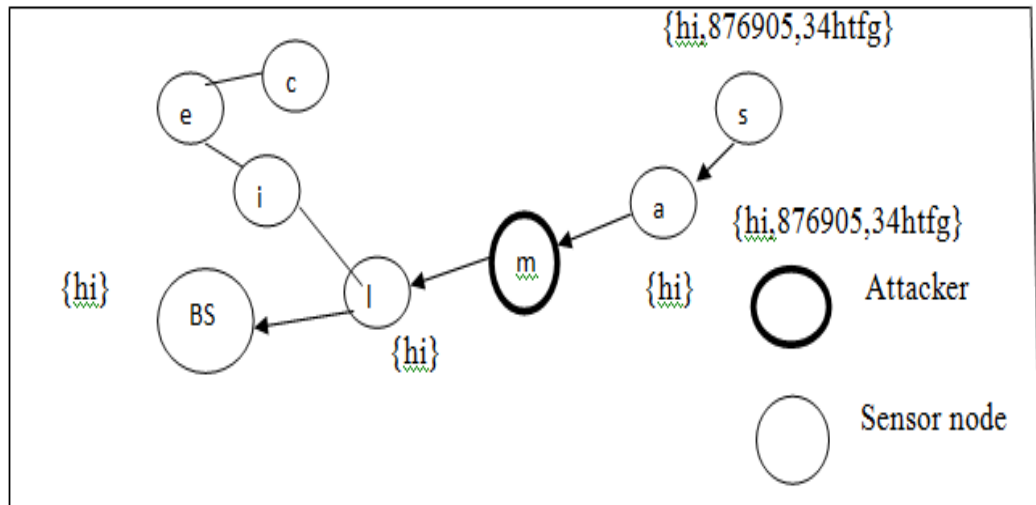 {hi,876905,34htfg}
c
e
s
i
a
{hi,876905,34htfg}
m
{hi}
l
{hi}
Attacker
BS
{hi}
Sensor node